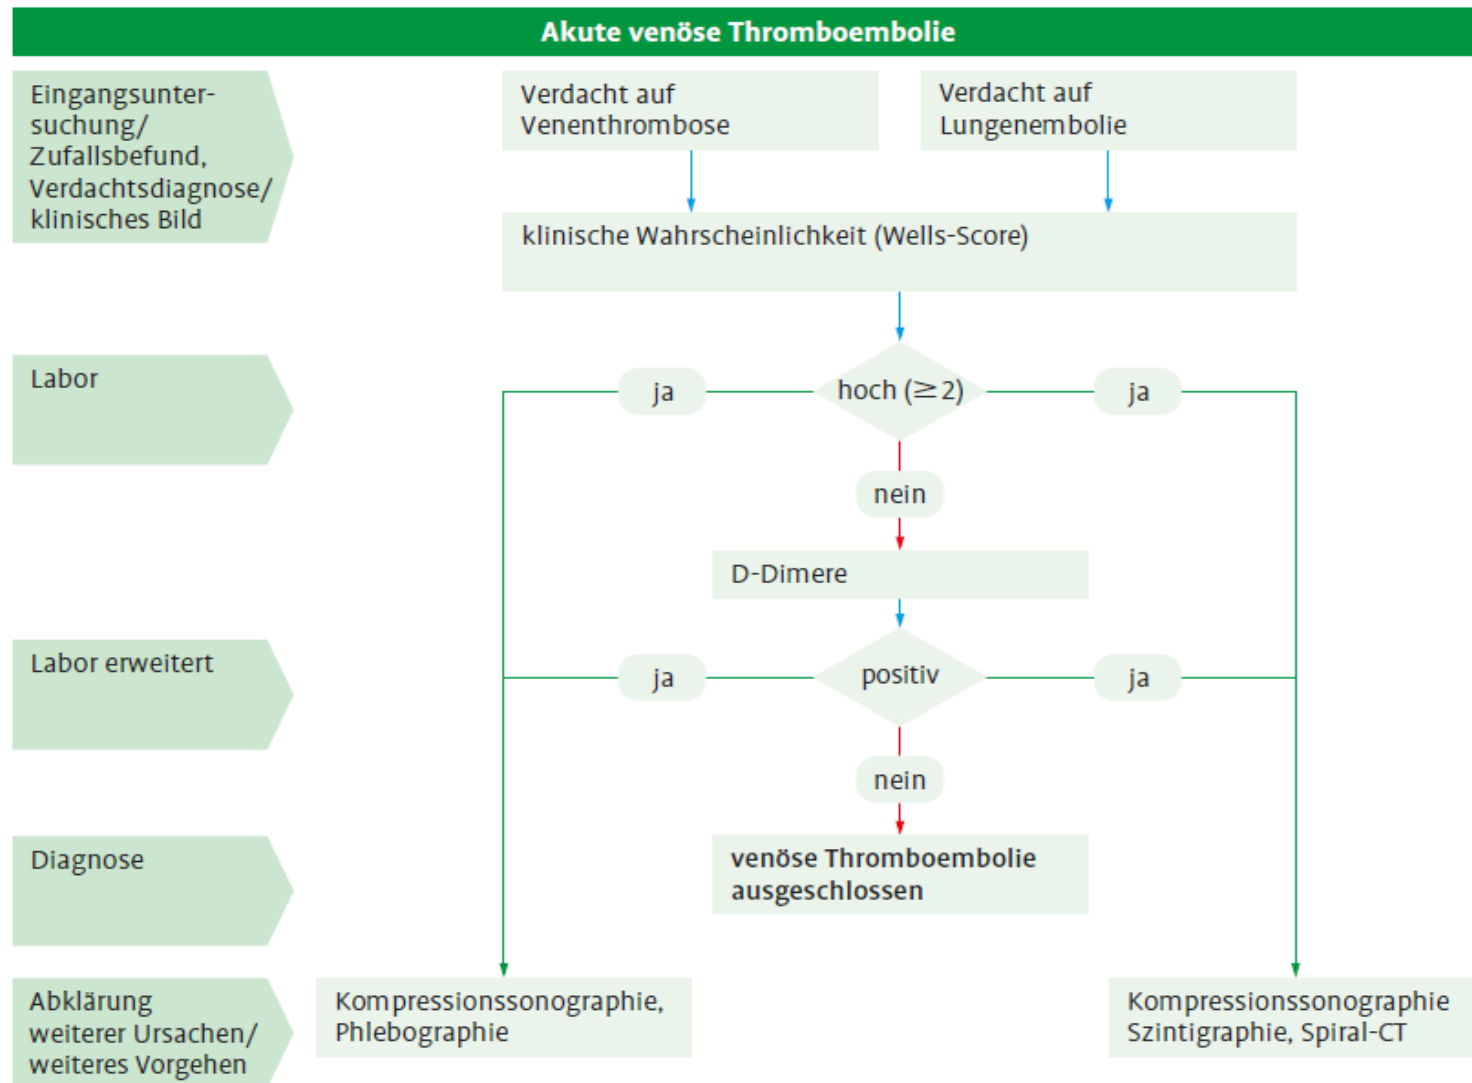 Akute venöse Thromboembolie
Eingangsunter-
suchung/
Zufallsbefund,
Verdachtsdiagnose/
klinisches Bild
Verdacht auf
Venenthrombose
Verdacht auf
Lungenembolie
klinische Wahrscheinlichkeit (Wells-Score)
Labor
ja
hoch (≥2)
ja
nein
D-Dimere
Labor erweitert
ja
positiv
ja
nein
Diagnose
venöse Thromboembolie
ausgeschlossen
Abklärung
weiterer Ursachen/
weiteres Vorgehen
Kompressionssonographie,
Phlebographie
Kompressionssonographie
Szintigraphie, Spiral-CT